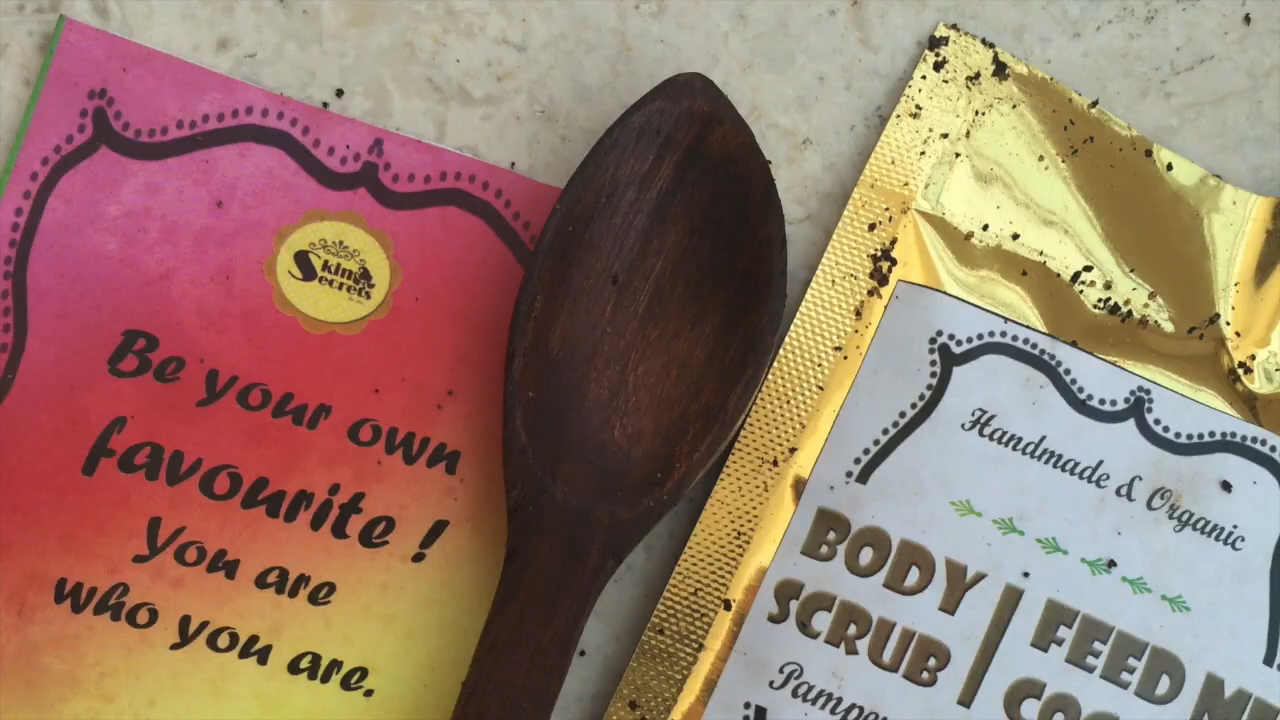 Skin
Secrets
Be your own
favourite !
You are
who you are.
Handmade & Organic
BODY
SCRUB
FEED